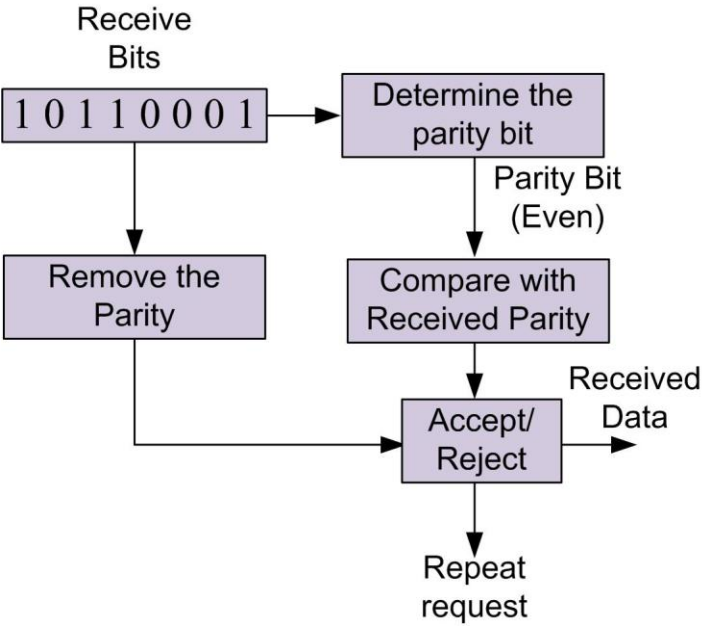 Receive
Bits
1 0 1 1 0 0 0 1
Determine the
parity bit
Parity Bit
(Even)
Remove the
Parity
Compare with
Received Parity
Received
Data
Accept/
Reject
Repeat
request